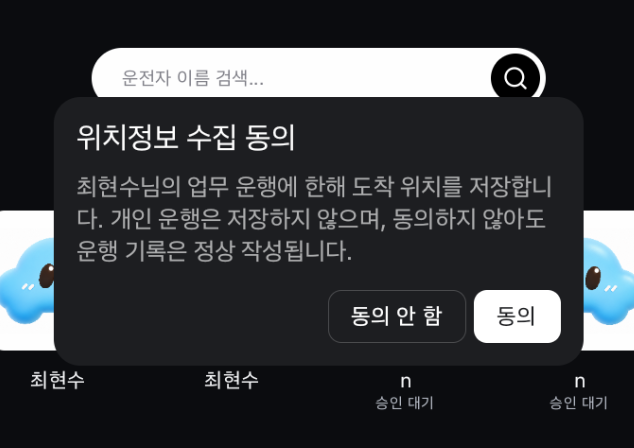 운전자 이름 검색...
위치정보 수집 동의
최현수님의 업무 운행에 한해 도착 위치를 저장합니
다. 개인 운행은 저장하지 않으며, 동의하지 않아도
운행 기록은 정상 작성됩니다.
동의 안 함
동의
최현수
최현수
n
n
승인 대기
승인 대기